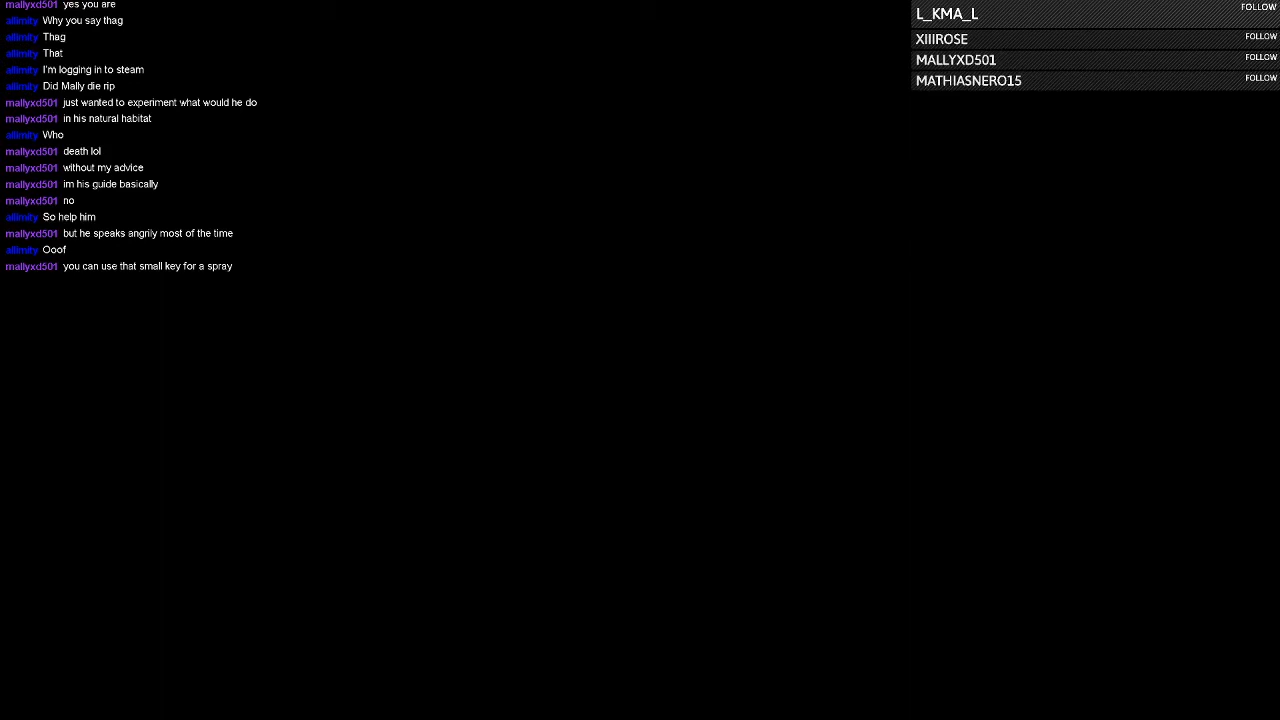 mallyxd501 yes you are
allimity Why you say thag
allimity Thag
allimity That
allimity I'm logging in to steam
allimity Did Mally die rip
mallyxd501 just wanted to experiment what would he do
mallyxd501 in his natural habitat
allimity Who
mallyxd501 death lol
mallyxd501 without my advice
mallyxd501 im his guide basically
mallyxd501 no
allimity So help him
mallyxd501 but he speaks angrily most of the time
allimity Ooof
mallyxd501 you can use that small key for a spray
L_KMA_L FOLLOW
XIIIROSE FOLLOW
MALLYXD501 FOLLOW
MATHIASNERO15 FOLLOW